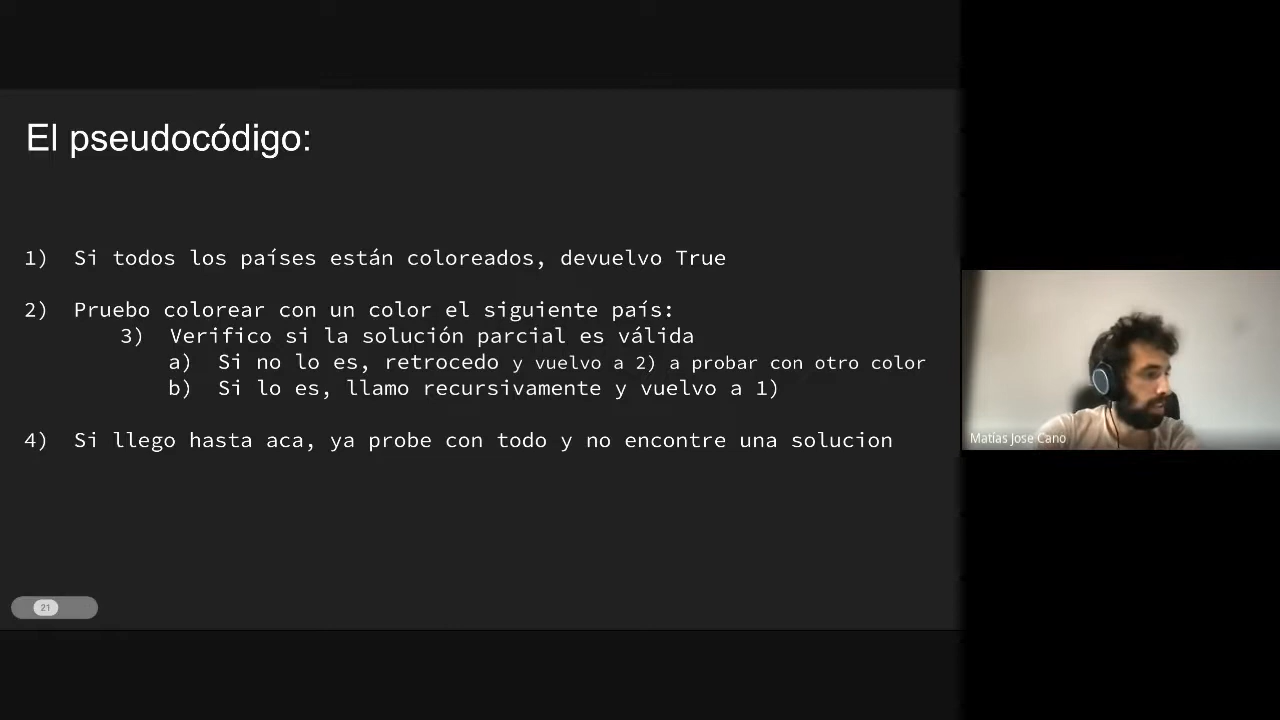 El pseudocódigo:
1) Si todos los países están coloreados, devuelvo True
2) Pruebo colorear con un color el siguiente país:
3) Verifico si la solución parcial es válida
a) Si no lo es, retrocedo y vuelvo a 2) a probar con otro color
b) Si lo es, llamo recursivamente y vuelvo a 1)
4) Si llego hasta aca, ya probe con todo y no encontre una solucion
21
Matías Jose Cano